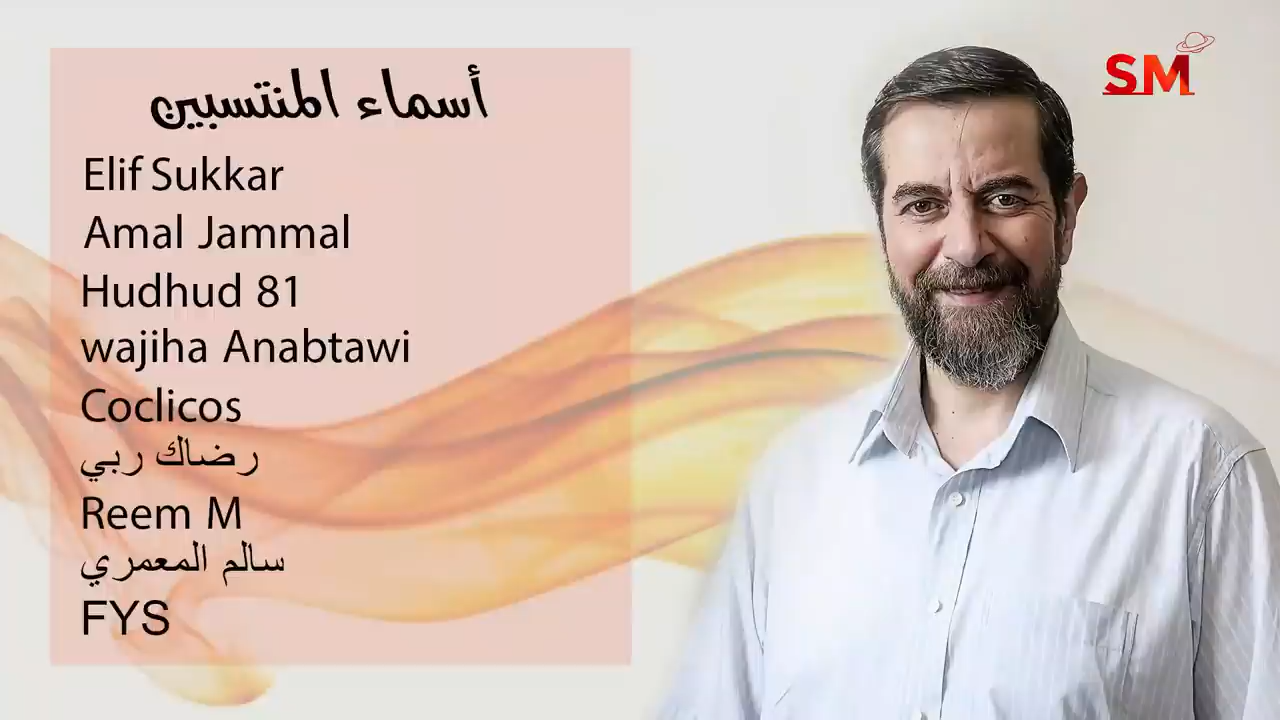 أسماء المنتسبين
Elif Sukkar
Amal Jammal
Hudhud 81
wajiha Anabtawi
Coclicos
رضاك ربي
Reem M
سالم المعمري
FYS
SM